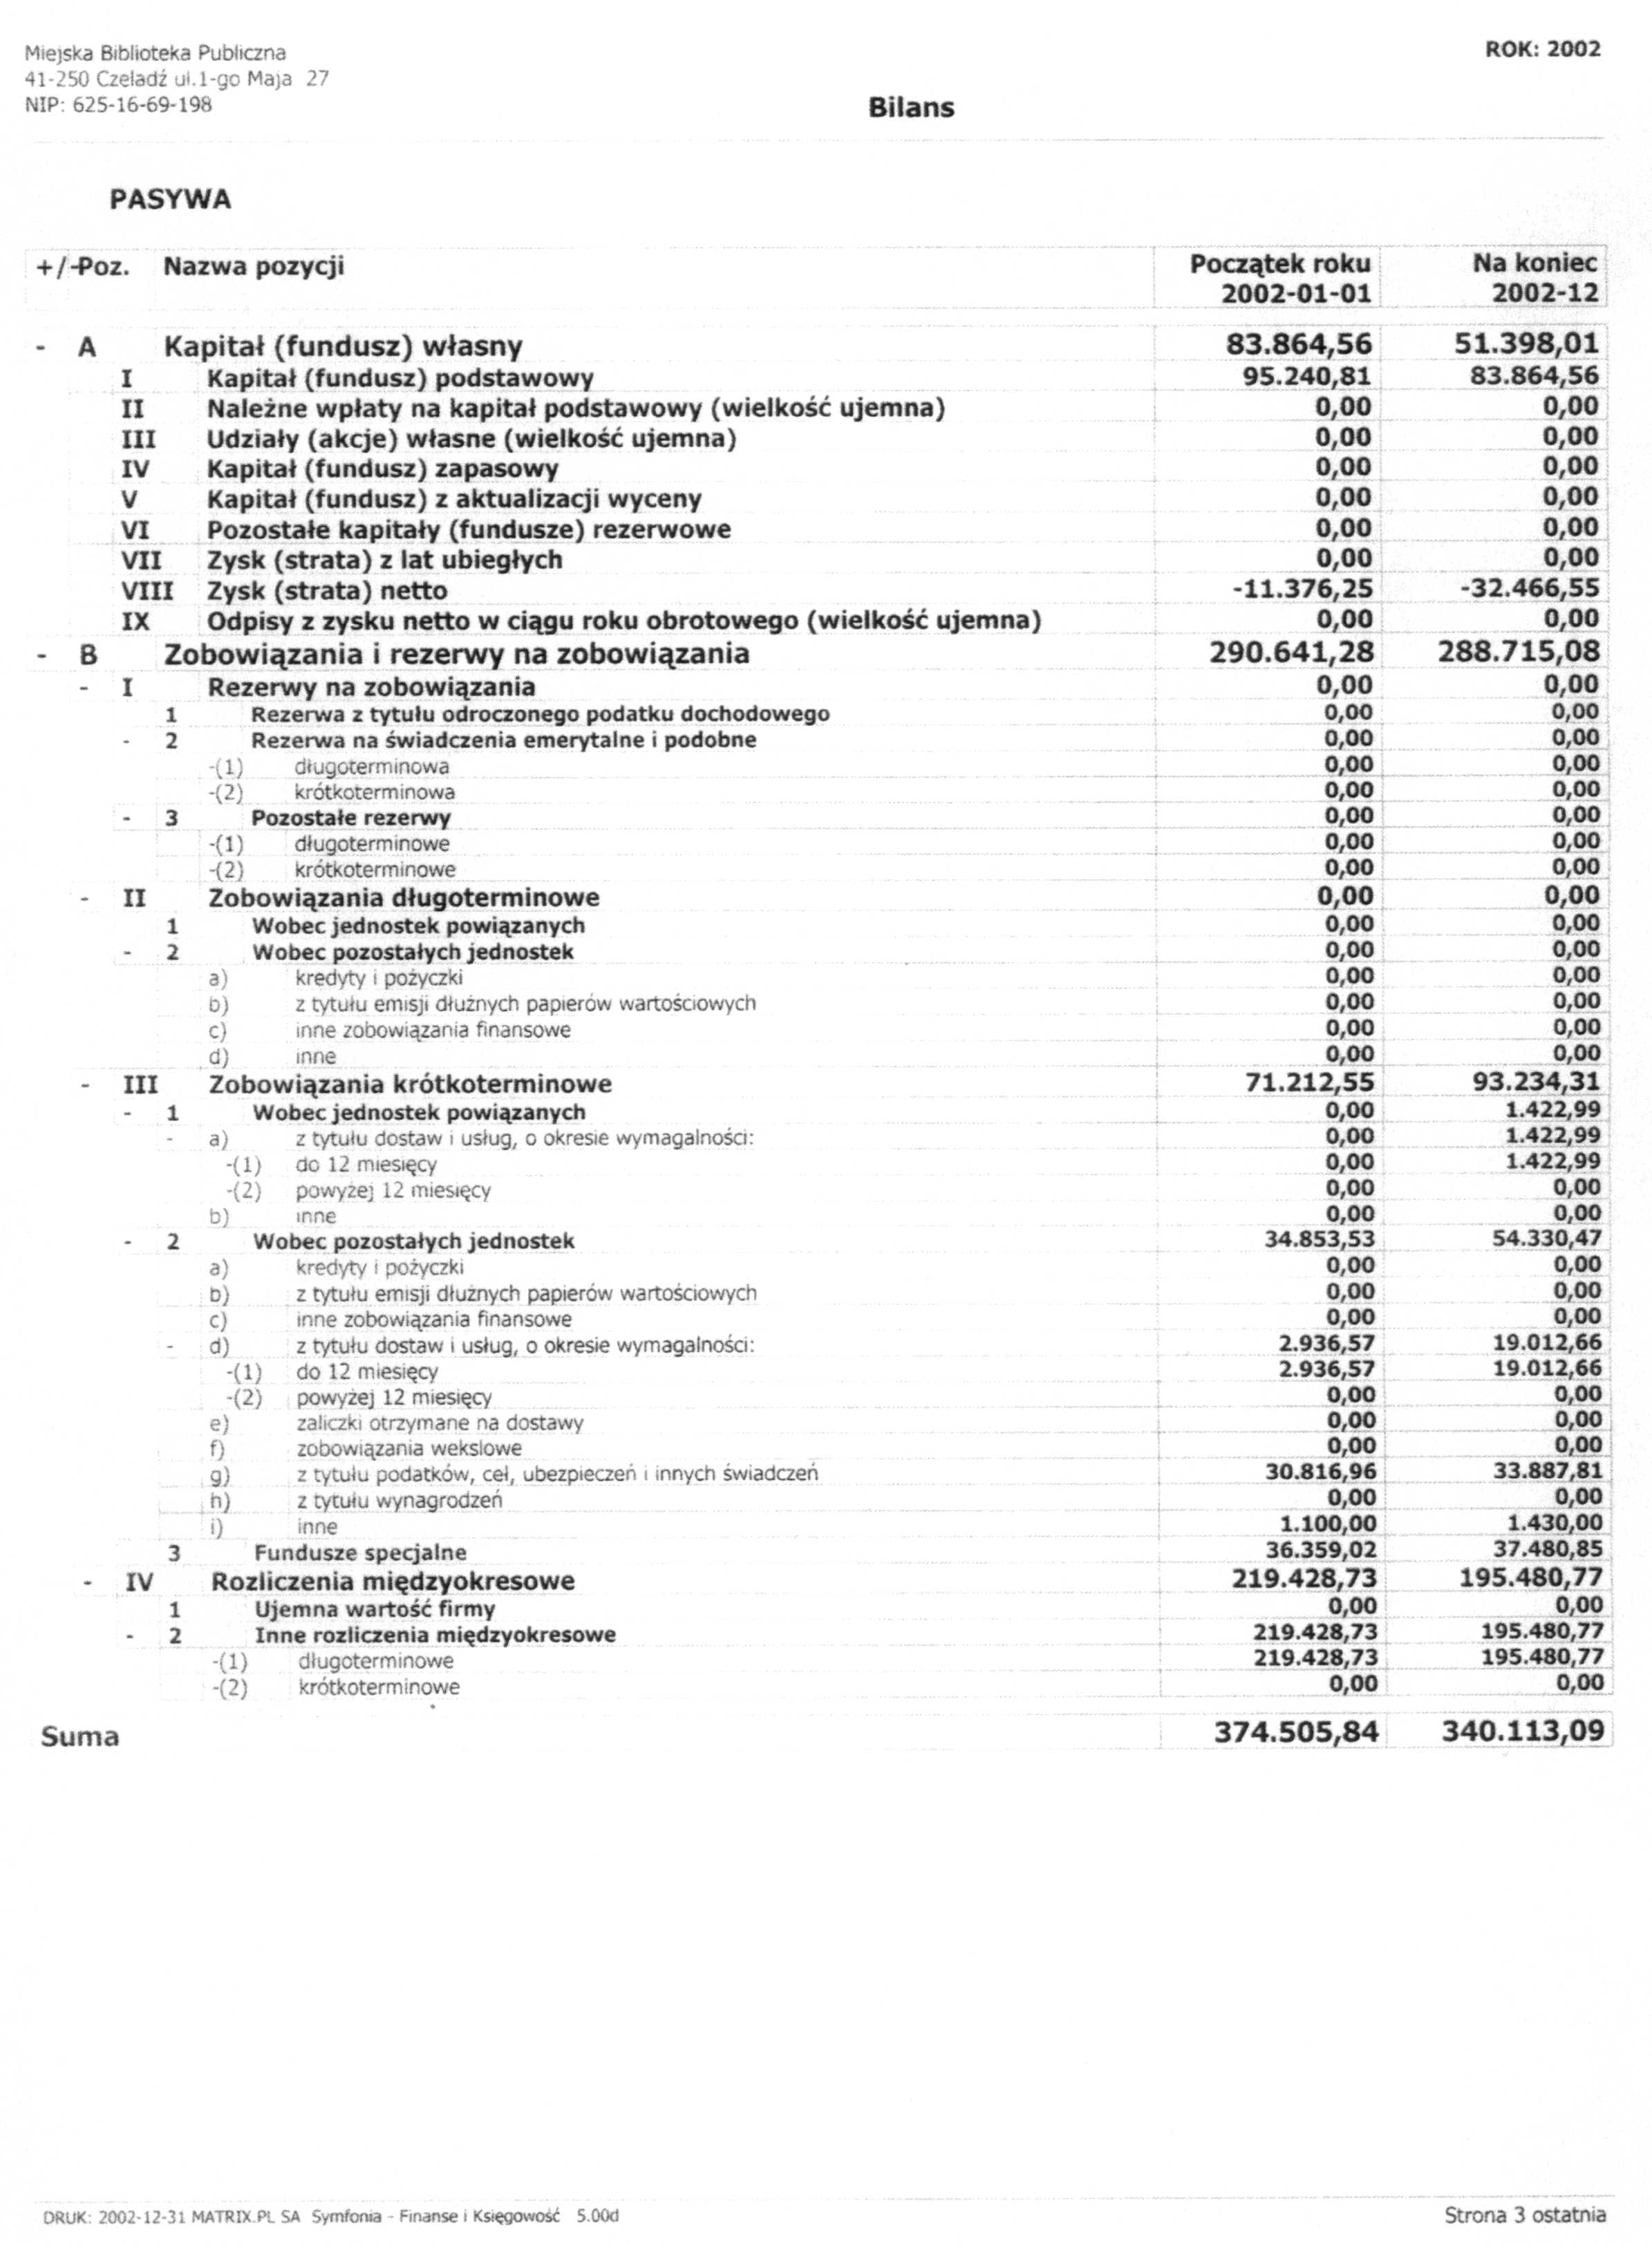 Miejska Biblioteka Publiczna ROK: 2002
41-250 Czeladź ul.1-go Maja 27
NIP: 625-16-69-198
Bilans
PASYWA
+/-Poz. Nazwa pozycji Początek roku Na koniec
2002-01-01 2002-12
- A Kapitał (fundusz) własny 83.864,56 51.398,01
I Kapitał (fundusz) podstawowy 95.240,81 83.864,56
II Należne wpłaty na kapitał podstawowy (wielkość ujemna) 0,00 0,00
III Udziały (akcje) własne (wielkość ujemna) 0,00 0,00
IV Kapitał (fundusz) zapasowy 0,00 0,00
V Kapitał (fundusz) z aktualizacji wyceny 0,00 0,00
VI Pozostałe kapitały (fundusze) rezerwowe 0,00 0,00
VII Zysk (strata) z lat ubiegłych 0,00 0,00
VIII Zysk (strata) netto -11.376,25 -32.466,55
IX Odpisy z zysku netto w ciągu roku obrotowego (wielkość ujemna) 0,00 0,00
- B Zobowiązania i rezerwy na zobowiązania 290.641,28 288.715,08
- I Rezerwy na zobowiązania 0,00 0,00
1 Rezerwa z tytułu odroczonego podatku dochodowego 0,00 0,00
- 2 Rezerwa na świadczenia emerytalne i podobne 0,00 0,00
-(1) długoterminowa 0,00 0,00
-(2) krótkoterminowa 0,00 0,00
- 3 Pozostałe rezerwy 0,00 0,00
-(1) długoterminowe 0,00 0,00
-(2) krótkoterminowe 0,00 0,00
- II Zobowiązania długoterminowe 0,00 0,00
1 Wobec jednostek powiązanych 0,00 0,00
- 2 Wobec pozostałych jednostek 0,00 0,00
a) kredyty i pożyczki 0,00 0,00
b) z tytułu emisji dłużnych papierów wartościowych 0,00 0,00
c) inne zobowiązania finansowe 0,00 0,00
d) inne 0,00 0,00
- III Zobowiązania krótkoterminowe 71.212,55 93.234,31
- 1 Wobec jednostek powiązanych 0,00 1.422,99
- a) z tytułu dostaw i usług, o okresie wymagalności: 0,00 1.422,99
-(1) do 12 miesięcy 0,00 1.422,99
-(2) powyżej 12 miesięcy 0,00 0,00
b) inne 0,00 0,00
- 2 Wobec pozostałych jednostek 34.853,53 54.330,47
a) kredyty i pożyczki 0,00 0,00
b) z tytułu emisji dłużnych papierów wartościowych 0,00 0,00
c) inne zobowiązania finansowe 0,00 0,00
- d) z tytułu dostaw i usług, o okresie wymagalności: 2.936,57 19.012,66
-(1) do 12 miesięcy 2.936,57 19.012,66
-(2) powyżej 12 miesięcy 0,00 0,00
e) zaliczki otrzymane na dostawy 0,00 0,00
f) zobowiązania wekslowe 0,00 0,00
g) z tytułu podatków, ceł, ubezpieczeń i innych świadczeń 30.816,96 33.887,81
h) z tytułu wynagrodzeń 0,00 0,00
i) inne 1.100,00 1.430,00
3 Fundusze specjalne 36.359,02 37.480,85
- IV Rozliczenia międzyokresowe 219.428,73 195.480,77
1 Ujemna wartość firmy 0,00 0,00
- 2 Inne rozliczenia międzyokresowe 219.428,73 195.480,77
-(1) długoterminowe 219.428,73 195.480,77
-(2) krótkoterminowe 0,00 0,00
Suma 374.505,84 340.113,09
DRUK: 2002-12-31 MATRIX.PL SA Symfonia - Finanse i Księgowość 5.00d Strona 3 ostatnia